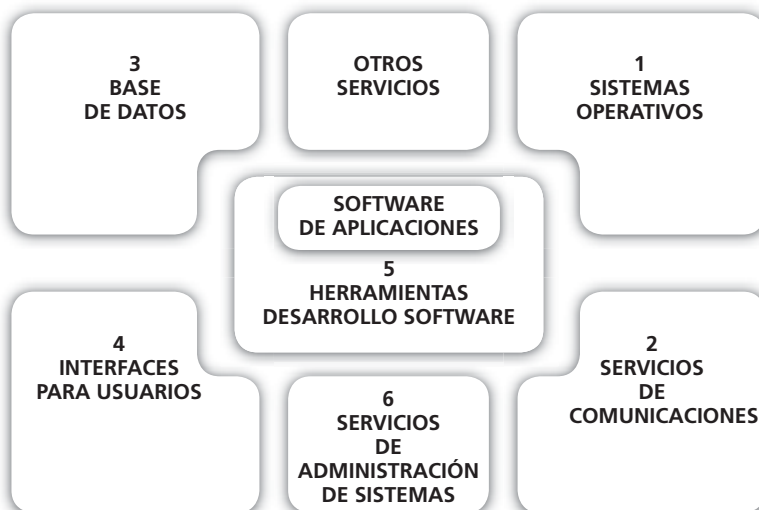 3
BASE
DE DATOS
OTROS
SERVICIOS
1
SISTEMAS
OPERATIVOS
SOFTWARE
DE APLICACIONES
5
HERRAMIENTAS
DESARROLLO SOFTWARE
4
INTERFACES
PARA USUARIOS
6
SERVICIOS
DE
ADMINISTRACIÓN
DE SISTEMAS
2
SERVICIOS
DE
COMUNICACIONES